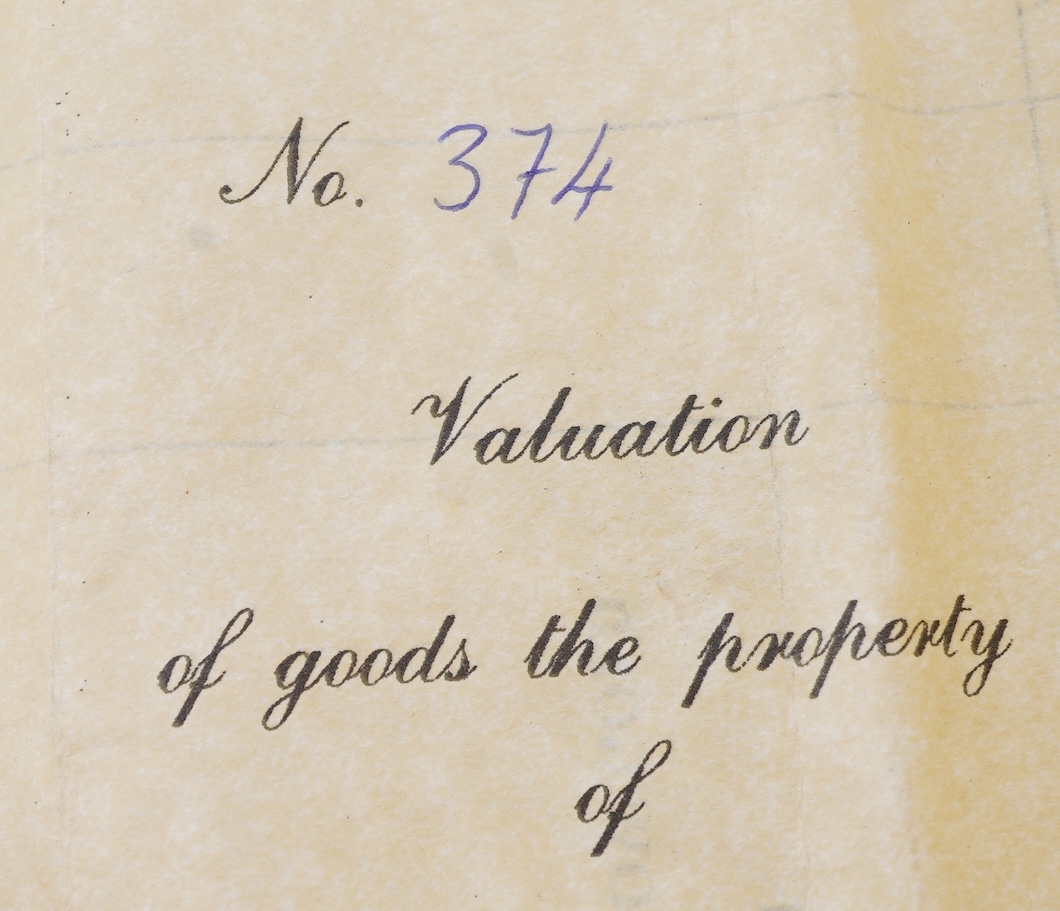 No. 374
Valuation
of goods the property
of